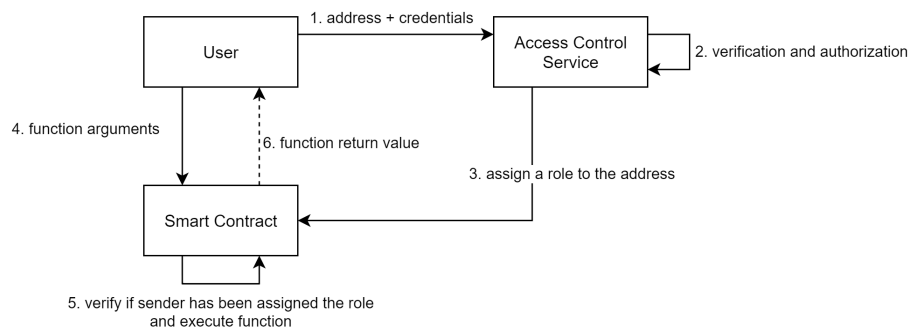 1. address + credentials
User
Access Control
Service
2. verification and authorization
4. function arguments
6. function return value
3. assign a role to the address
Smart Contract
5. verify if sender has been assigned the role
and execute function